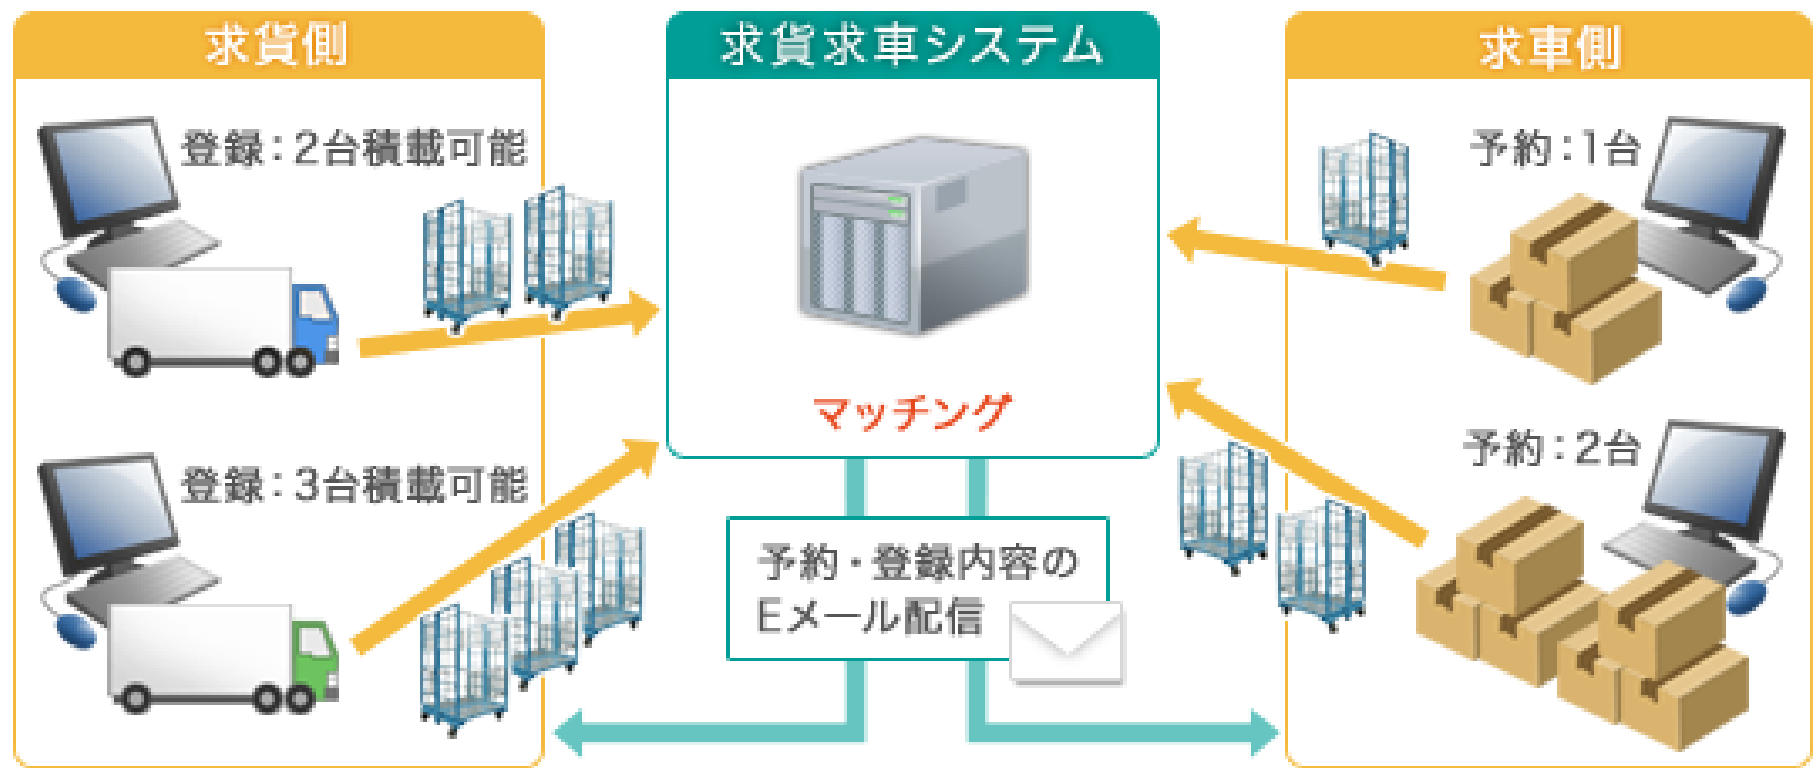 求貨側
登録：2台積載可能
登録：3台積載可能
求貨求車システム
マッチング
予約・登録内容の
Eメール配信
求車側
予約：1台
予約：2台